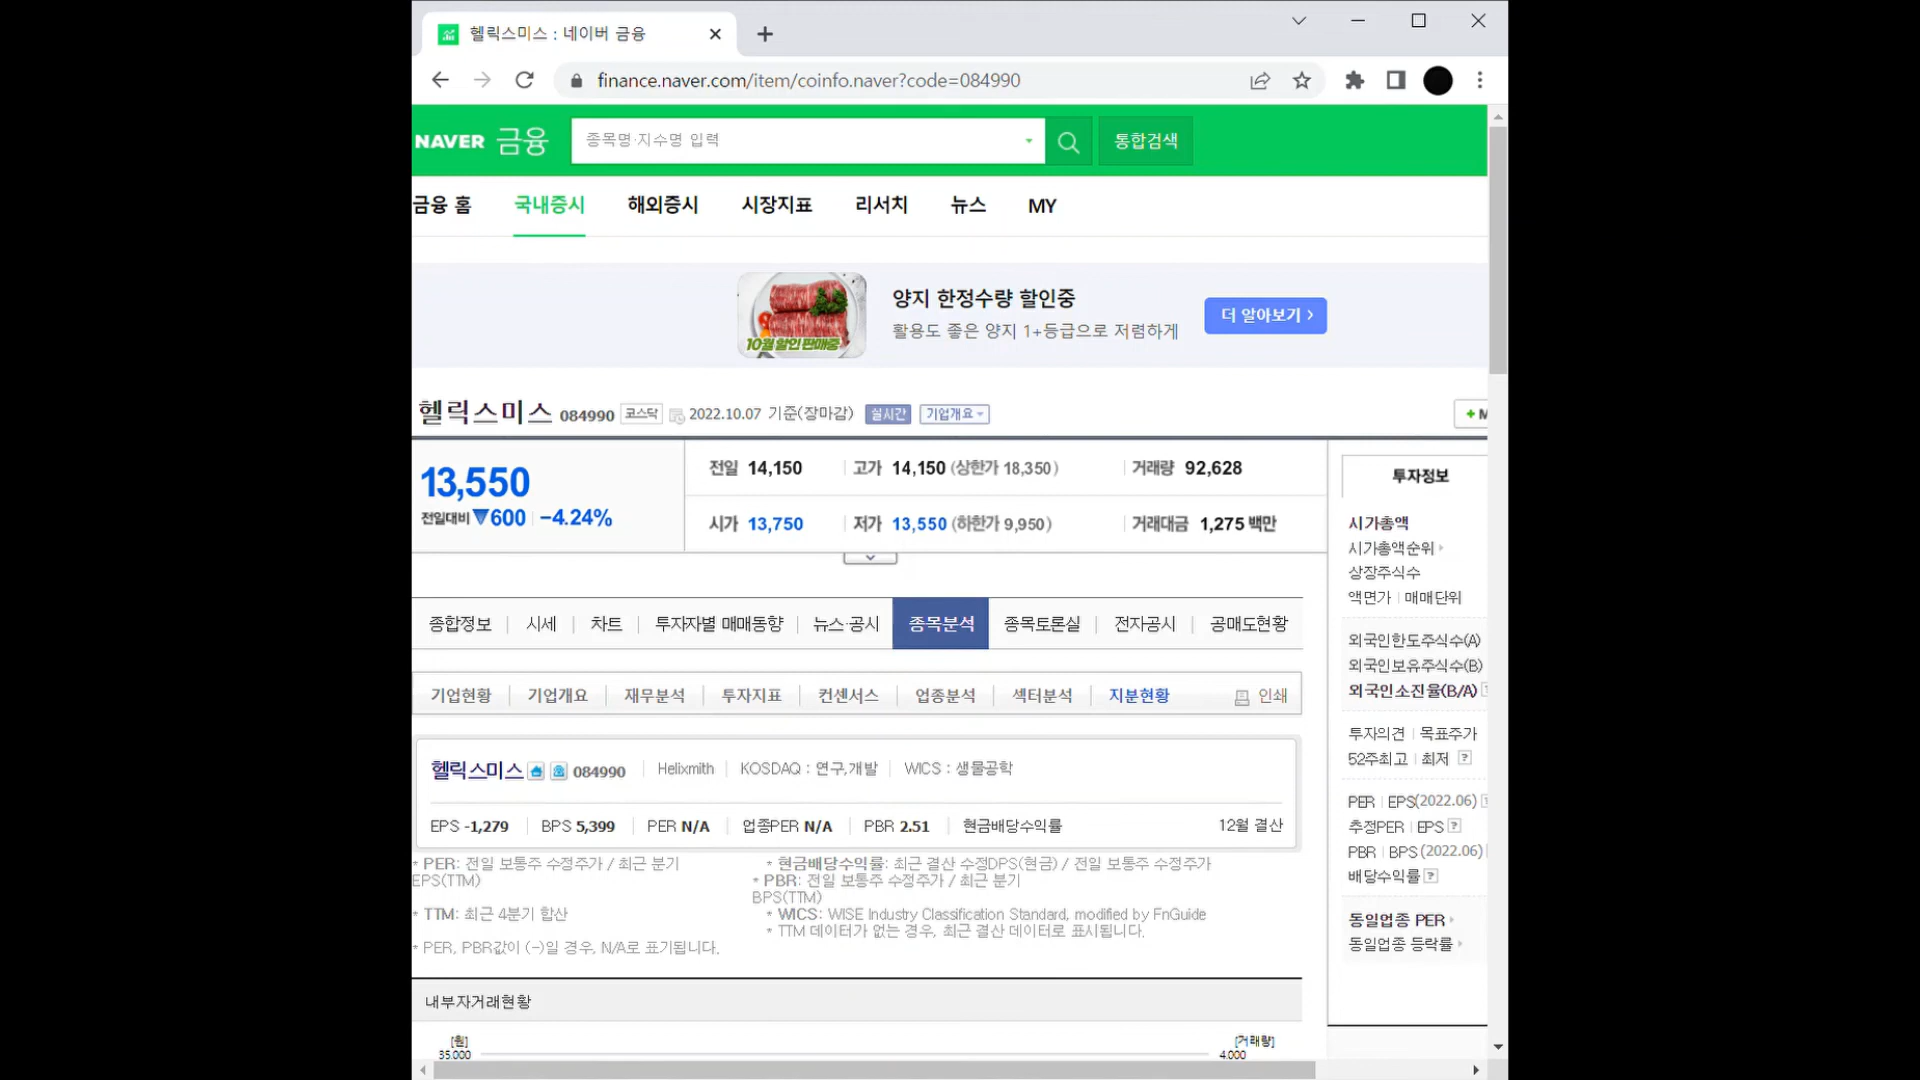 헬릭스미스 : 네이버 금융
finance.naver.com/item/coinfo.naver?code=084990
NAVER 금융 종목명·지수명 입력 통합검색
금융 홈 국내증시 해외증시 시장지표 리서치 뉴스 MY
10월 할인 판매중
양지 한정수량 할인중
활용도 좋은 양지 1+등급으로 저렴하게
더 알아보기 >
헬릭스미스 084990 코스닥 2022.10.07 기준(장마감) 실시간 기업개요 + M
13,550
전일대비 ▼600 -4.24%
전일 14,150 고가 14,150 (상한가 18,350) 거래량 92,628
시가 13,750 저가 13,550 (하한가 9,950) 거래대금 1,275 백만
종합정보 시세 차트 투자자별 매매동향 뉴스·공시 종목분석 종목토론실 전자공시 공매도현황
기업현황 기업개요 재무분석 투자지표 컨센서스 업종분석 섹터분석 지분현황 인쇄
헬릭스미스 084990 Helixmith KOSDAQ : 연구,개발 WICS : 생물공학
EPS -1,279 BPS 5,399 PER N/A 업종PER N/A PBR 2.51 현금배당수익률 12월 결산
* PER: 전일 보통주 수정주가 / 최근 분기
EPS(TTM)
* TTM: 최근 4분기 합산
* PER, PBR값이 (-)일 경우, N/A로 표기됩니다.
* 현금배당수익률: 최근 결산 수정DPS(현금) / 전일 보통주 수정주가
* PBR: 전일 보통주 수정주가 / 최근 분기
BPS(TTM)
* WICS: WISE Industry Classification Standard, modified by FnGuide
* TTM 데이터가 없는 경우, 최근 결산 데이터로 표시됩니다.
내부자거래현황
[원] [거래량]
35,000 4,000
투자정보
시가총액
시가총액순위
상장주식수
액면가 매매단위
외국인한도주식수(A)
외국인보유주식수(B)
외국인소진율(B/A)
투자의견 목표주가
52주최고 최저 ?
PER EPS(2022.06)
추정PER EPS ?
PBR BPS (2022.06)
배당수익률 ?
동일업종 PER
동일업종 등락률